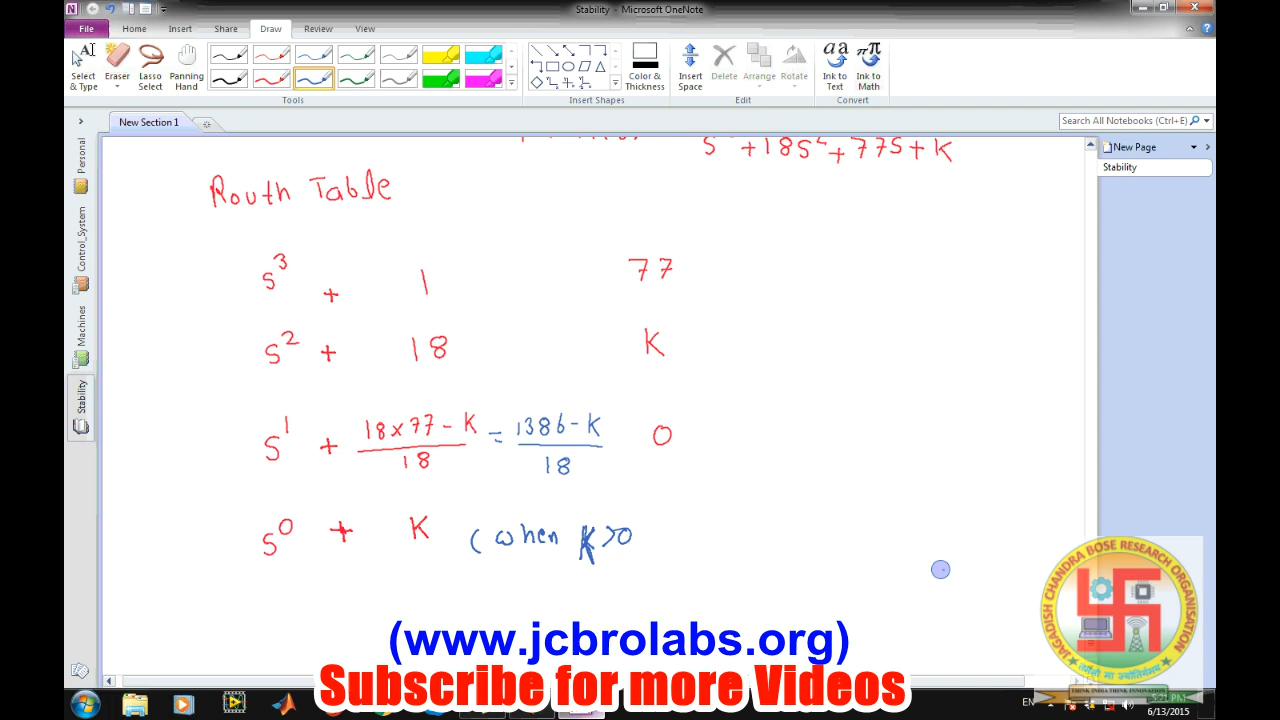 Stability - Microsoft OneNote
File Home Insert Share Draw Review View
Select & Type
Eraser
Lasso Select
Panning Hand
Insert Space
Delete
Arrange
Rotate
Color & Thickness
Ink to Text
Ink to Math
Tools
Insert Shapes
Edit
Convert
New Section 1
Search All Notebooks (Ctrl+E)
New Page
Stability
Personal
Control_System
Machines
Stability
+18S²+77S+K
Routh Table
S³ + 1 77
S² + 18 K
S¹ + (18×77-K)/18 = (1386-K)/18 0
S⁰ + K (when K>0
JAGADISH CHANDRA BOSE RESEARCH ORGANISATION
THINK INDIA THINK INNOVATION
(www.jcbrolabs.org)
Subscribe for more Videos
EN
3:21 PM
6/13/2015